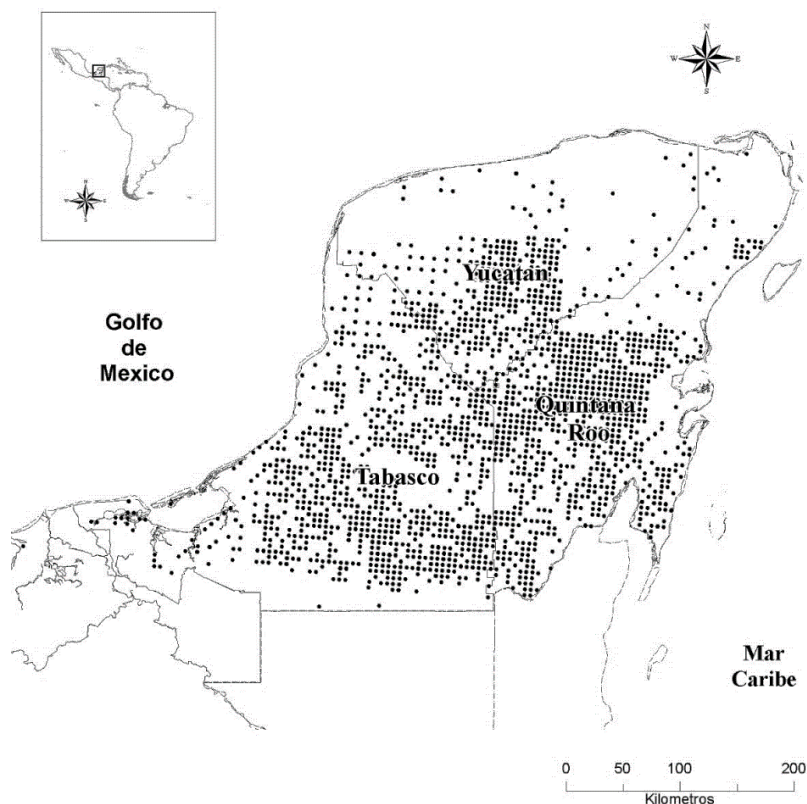 N
W E
S
Golfo
de
Mexico
Yucatan
Quintana
Roo
Tabasco
Mar
Caribe
0 50 100 200
Kilometros